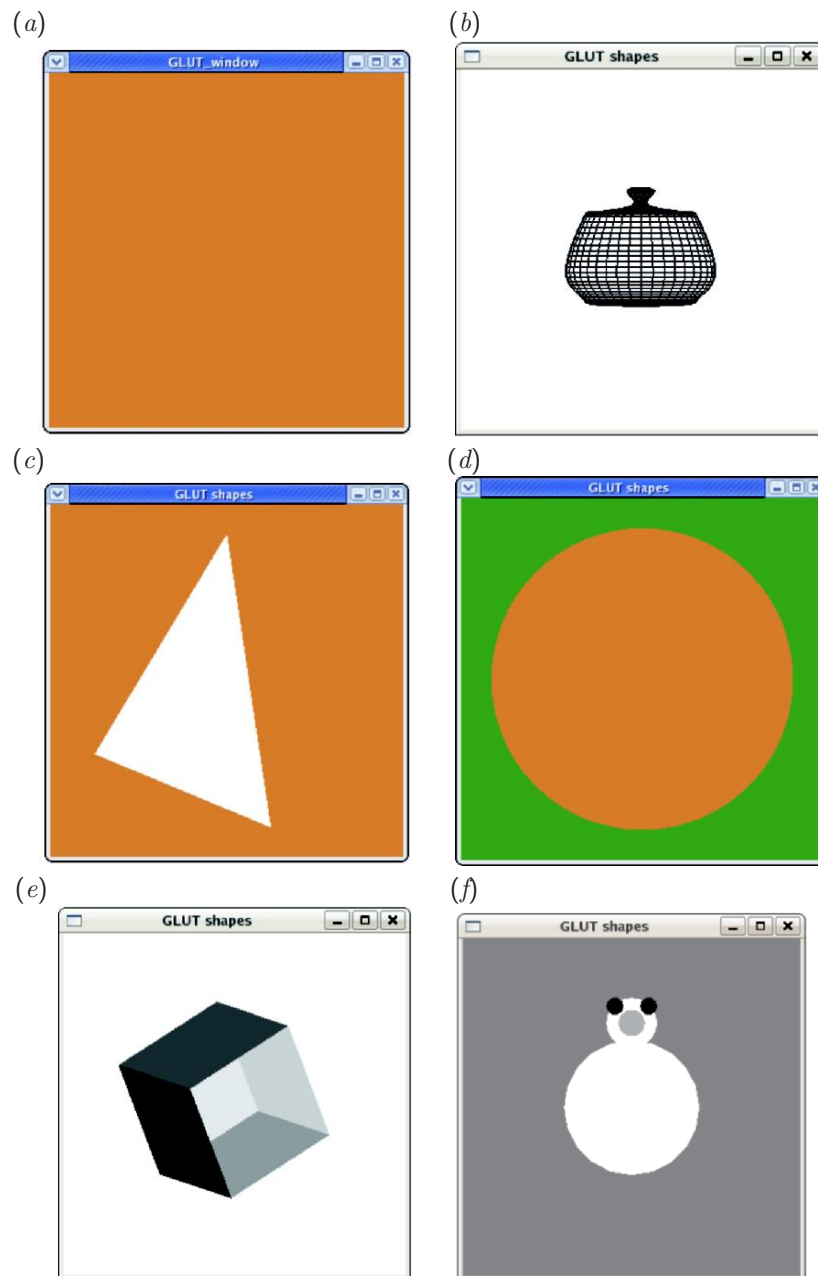 (a)
GLUT_window
(b)
GLUT shapes
(c)
GLUT shapes
(d)
GLUT shapes
(e)
GLUT shapes
(f)
GLUT shapes